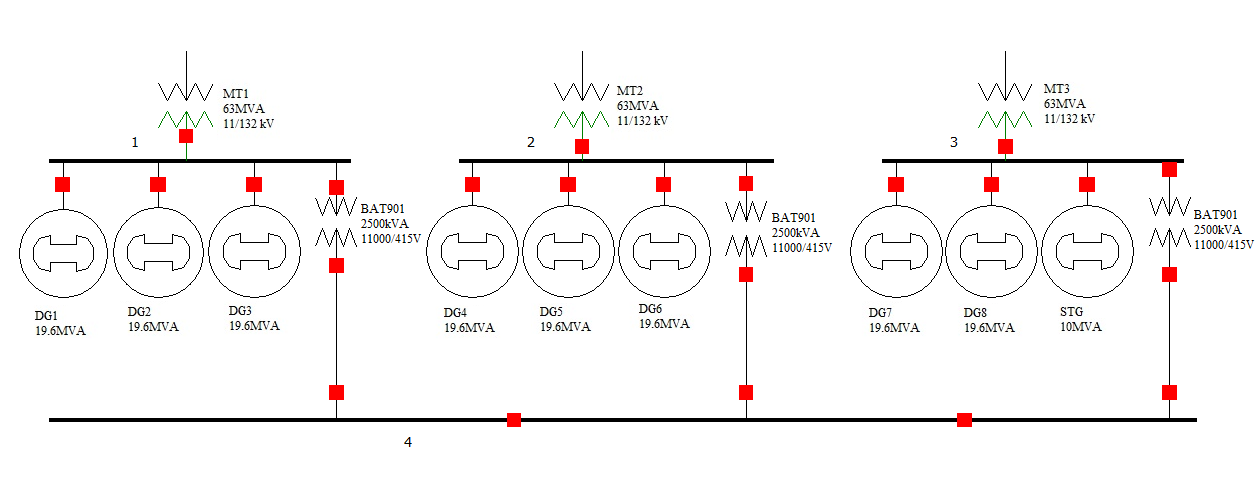 MT1
63MVA
11/132 kV
1
MT2
63MVA
11/132 kV
2
MT3
63MVA
11/132 kV
3
BAT901
2500kVA
11000/415V
BAT901
2500kVA
11000/415V
BAT901
2500kVA
11000/415V
DG1
19.6MVA
DG2
19.6MVA
DG3
19.6MVA
DG4
19.6MVA
DG5
19.6MVA
DG6
19.6MVA
DG7
19.6MVA
DG8
19.6MVA
STG
10MVA
4